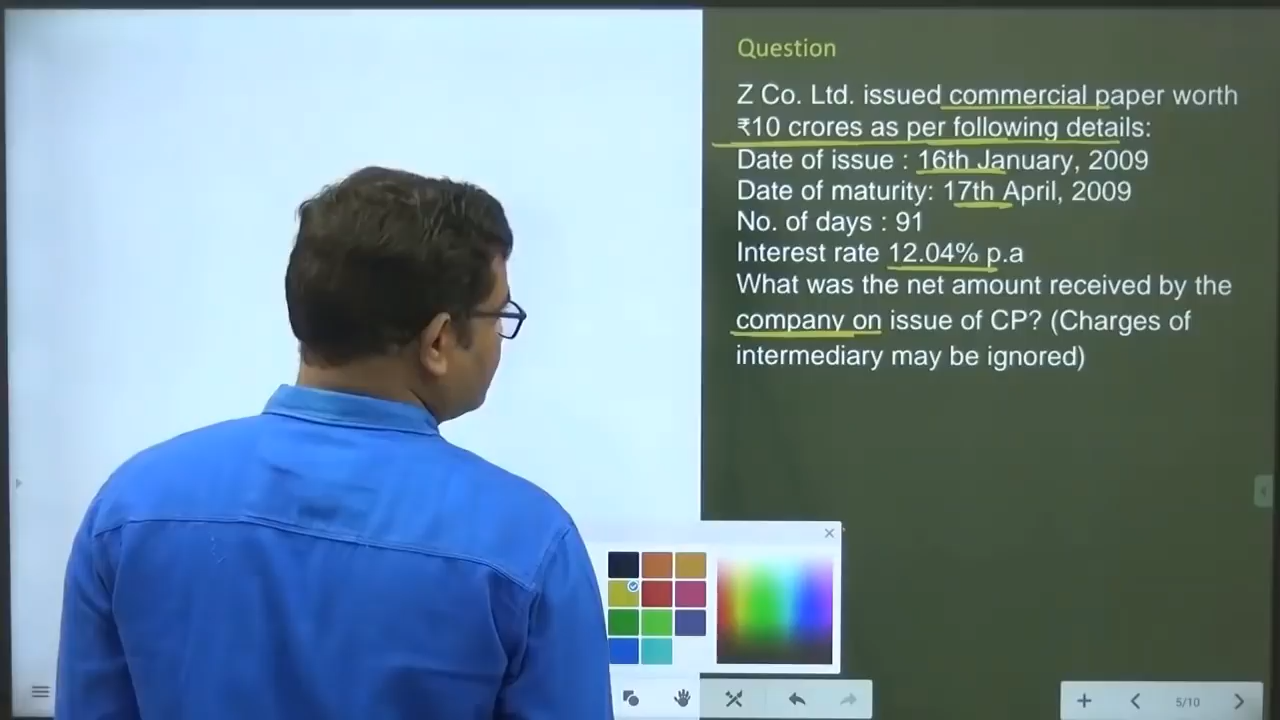 Question
Z Co. Ltd. issued commercial paper worth
₹10 crores as per following details:
Date of issue : 16th January, 2009
Date of maturity: 17th April, 2009
No. of days : 91
Interest rate 12.04% p.a
What was the net amount received by the
company on issue of CP? (Charges of
intermediary may be ignored)
5/10